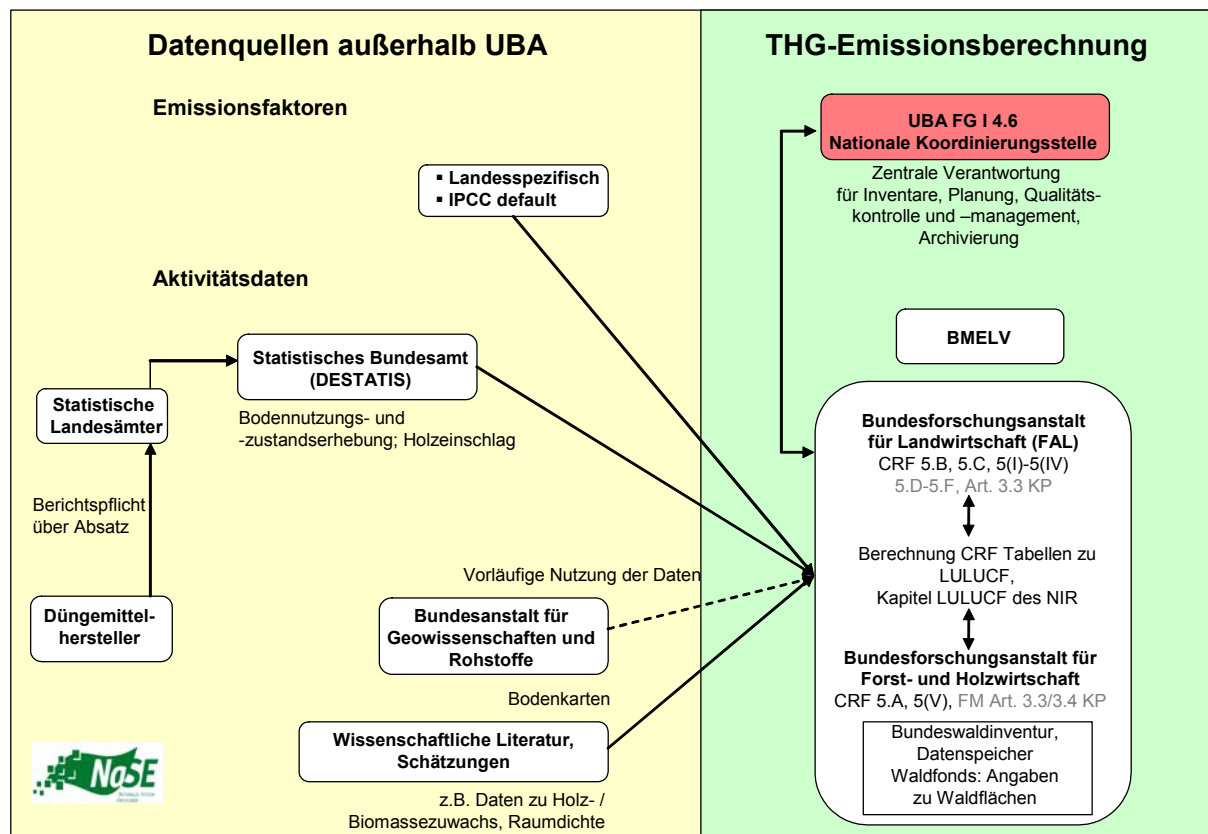 Datenquellen außerhalb UBA
Emissionsfaktoren
▪ Landesspezifisch
▪ IPCC default
Aktivitätsdaten
Statistisches Bundesamt
(DESTATIS)
Bodennutzungs- und
-zustandserhebung; Holzeinschlag
Statistische
Landesämter
Berichtspflicht
über Absatz
Düngemittel-
hersteller
Vorläufige Nutzung der Daten
Bundesanstalt für
Geowissenschaften und
Rohstoffe
Bodenkarten
Wissenschaftliche Literatur,
Schätzungen
z.B. Daten zu Holz- /
Biomassezuwachs, Raumdichte
NaSE
THG-Emissionsberechnung
UBA FG I 4.6
Nationale Koordinierungsstelle
Zentrale Verantwortung
für Inventare, Planung, Qualitäts-
kontrolle und –management,
Archivierung
BMELV
Bundesforschungsanstalt
für Landwirtschaft (FAL)
CRF 5.B, 5.C, 5(I)-5(IV)
5.D-5.F, Art. 3.3 KP
Berechnung CRF Tabellen zu
LULUCF,
Kapitel LULUCF des NIR
Bundesforschungsanstalt für
Forst- und Holzwirtschaft
CRF 5.A, 5(V), FM Art. 3.3/3.4 KP
Bundeswaldinventur,
Datenspeicher
Waldfonds: Angaben
zu Waldflächen